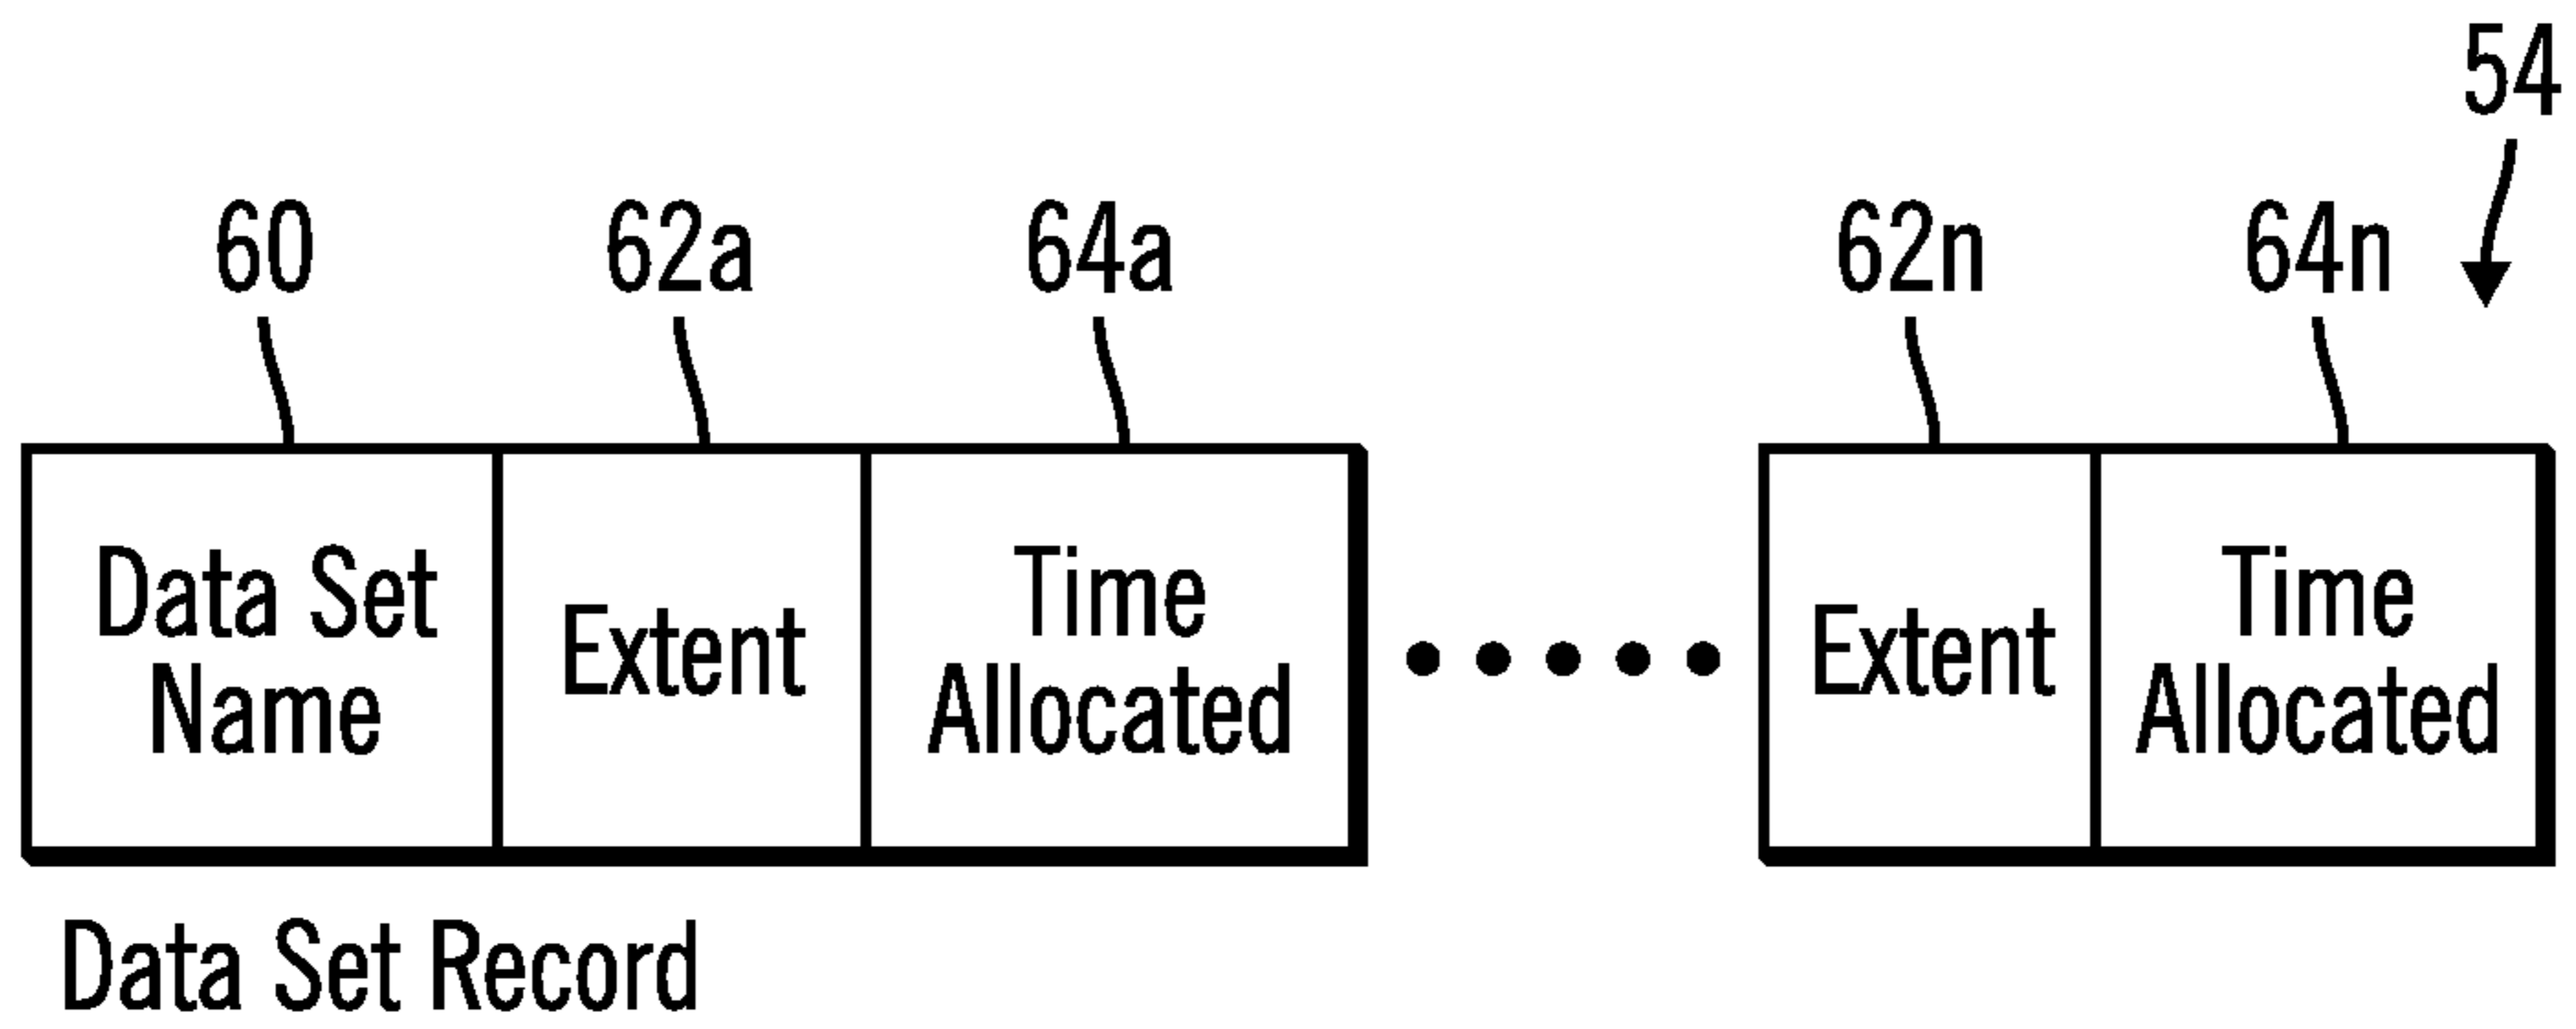 54
60 62a 64a 62n 64n
Data Set Name
Extent
Time Allocated
Extent
Time Allocated
Data Set Record